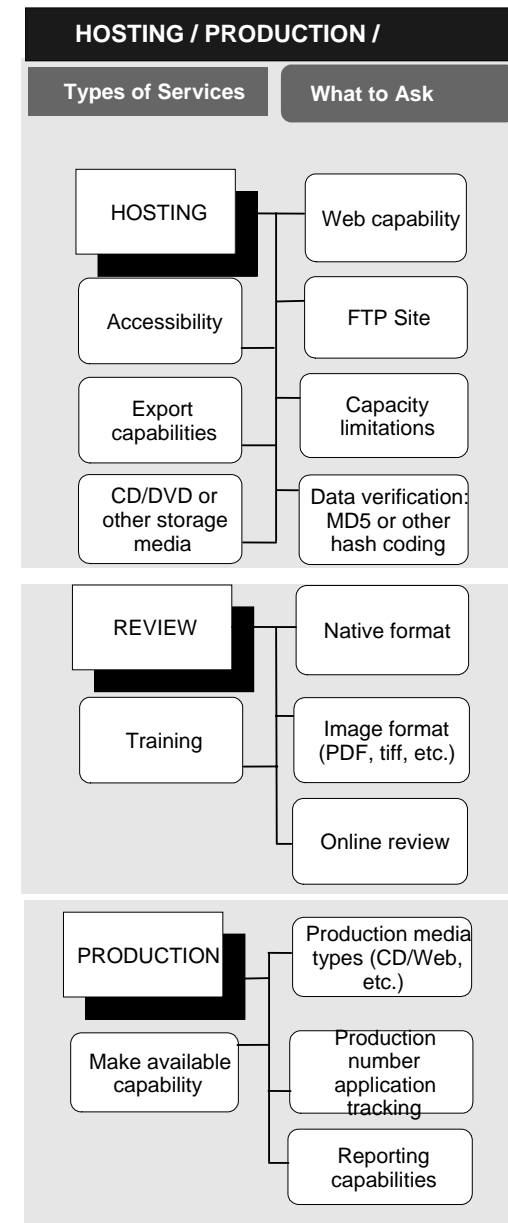 HOSTING / PRODUCTION /
Types of Services
What to Ask
HOSTING
Web capability
Accessibility
FTP Site
Export
capabilities
Capacity
limitations
CD/DVD or
other storage
media
Data verification:
MD5 or other
hash coding
REVIEW
Native format
Training
Image format
(PDF, tiff, etc.)
Online review
PRODUCTION
Production media
types (CD/Web,
etc.)
Make available
capability
Production
number
application
tracking
Reporting
capabilities